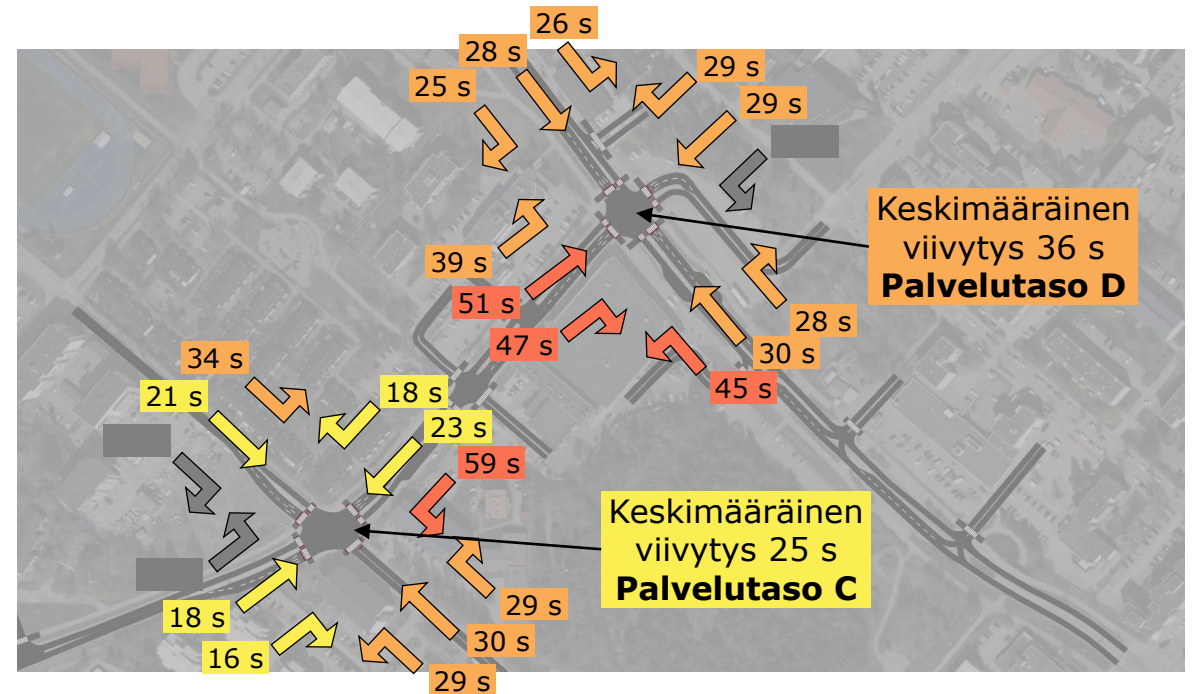 26 s
28 s
25 s
29 s
29 s
Keskimääräinen
viivytys 36 s
Palvelutaso D
39 s
51 s
47 s
28 s
30 s
45 s
34 s
21 s
18 s
23 s
59 s
Keskimääräinen
viivytys 25 s
Palvelutaso C
18 s
16 s
29 s
30 s
29 s